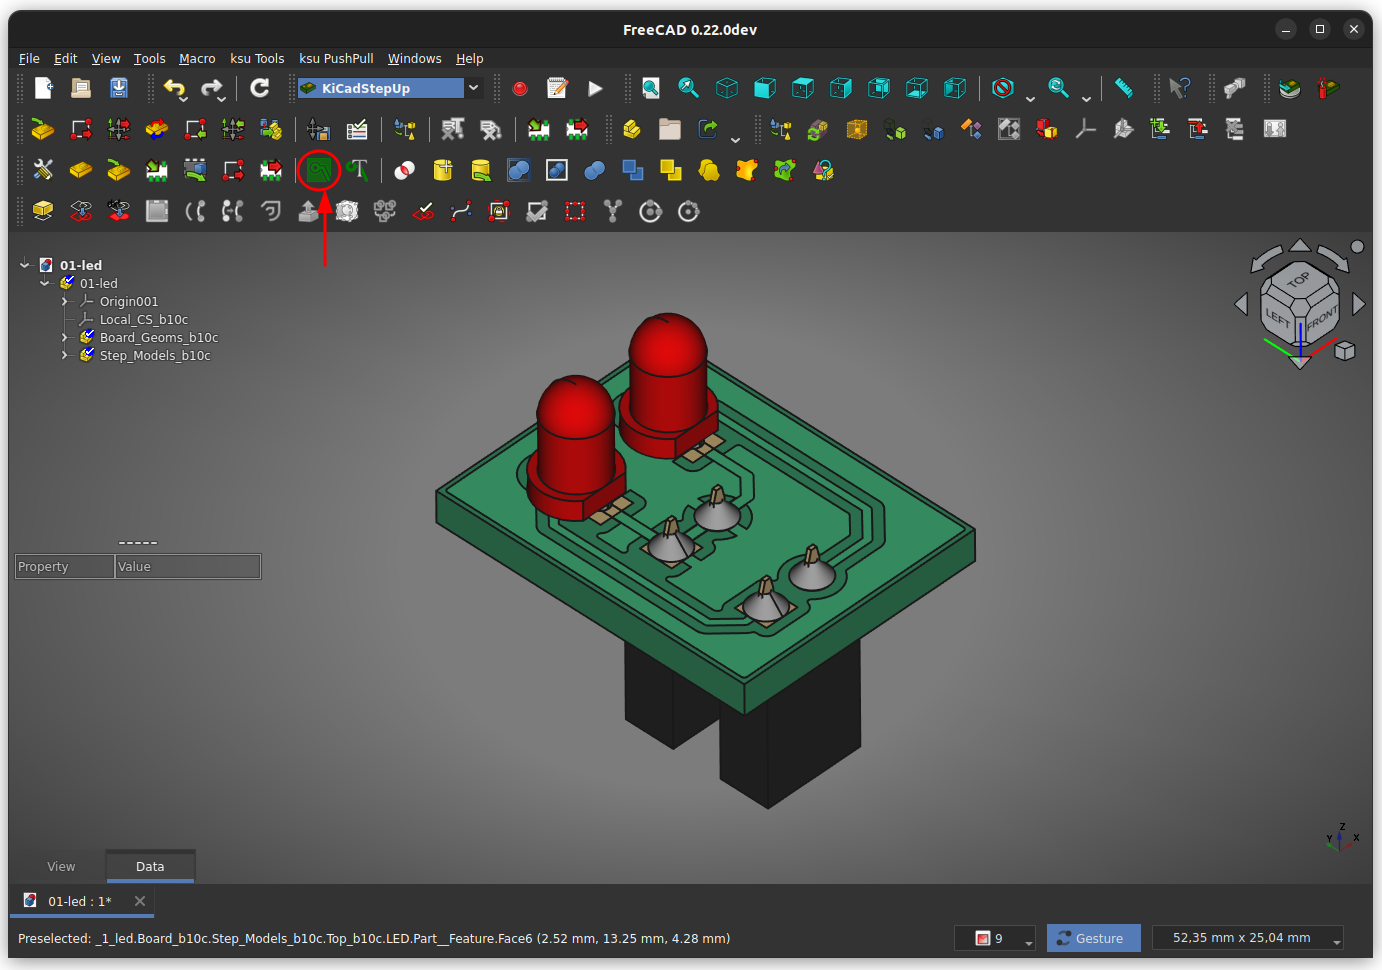 FreeCAD 0.22.0dev
File Edit View Tools Macro ksu Tools ksu PushPull Windows Help
KiCadStepUp
01-led
01-led
Origin001
Local_CS_b10c
Board_Geoms_b10c
Step_Models_b10c
TOP
LEFT
FRONT
Property Value
Z
Y
X
View Data
01-led : 1*
Preselected: _1_led.Board_b10c.Step_Models_b10c.Top_b10c.LED.Part__Feature.Face6 (2.52 mm, 13.25 mm, 4.28 mm)
9 Gesture 52,35 mm x 25,04 mm